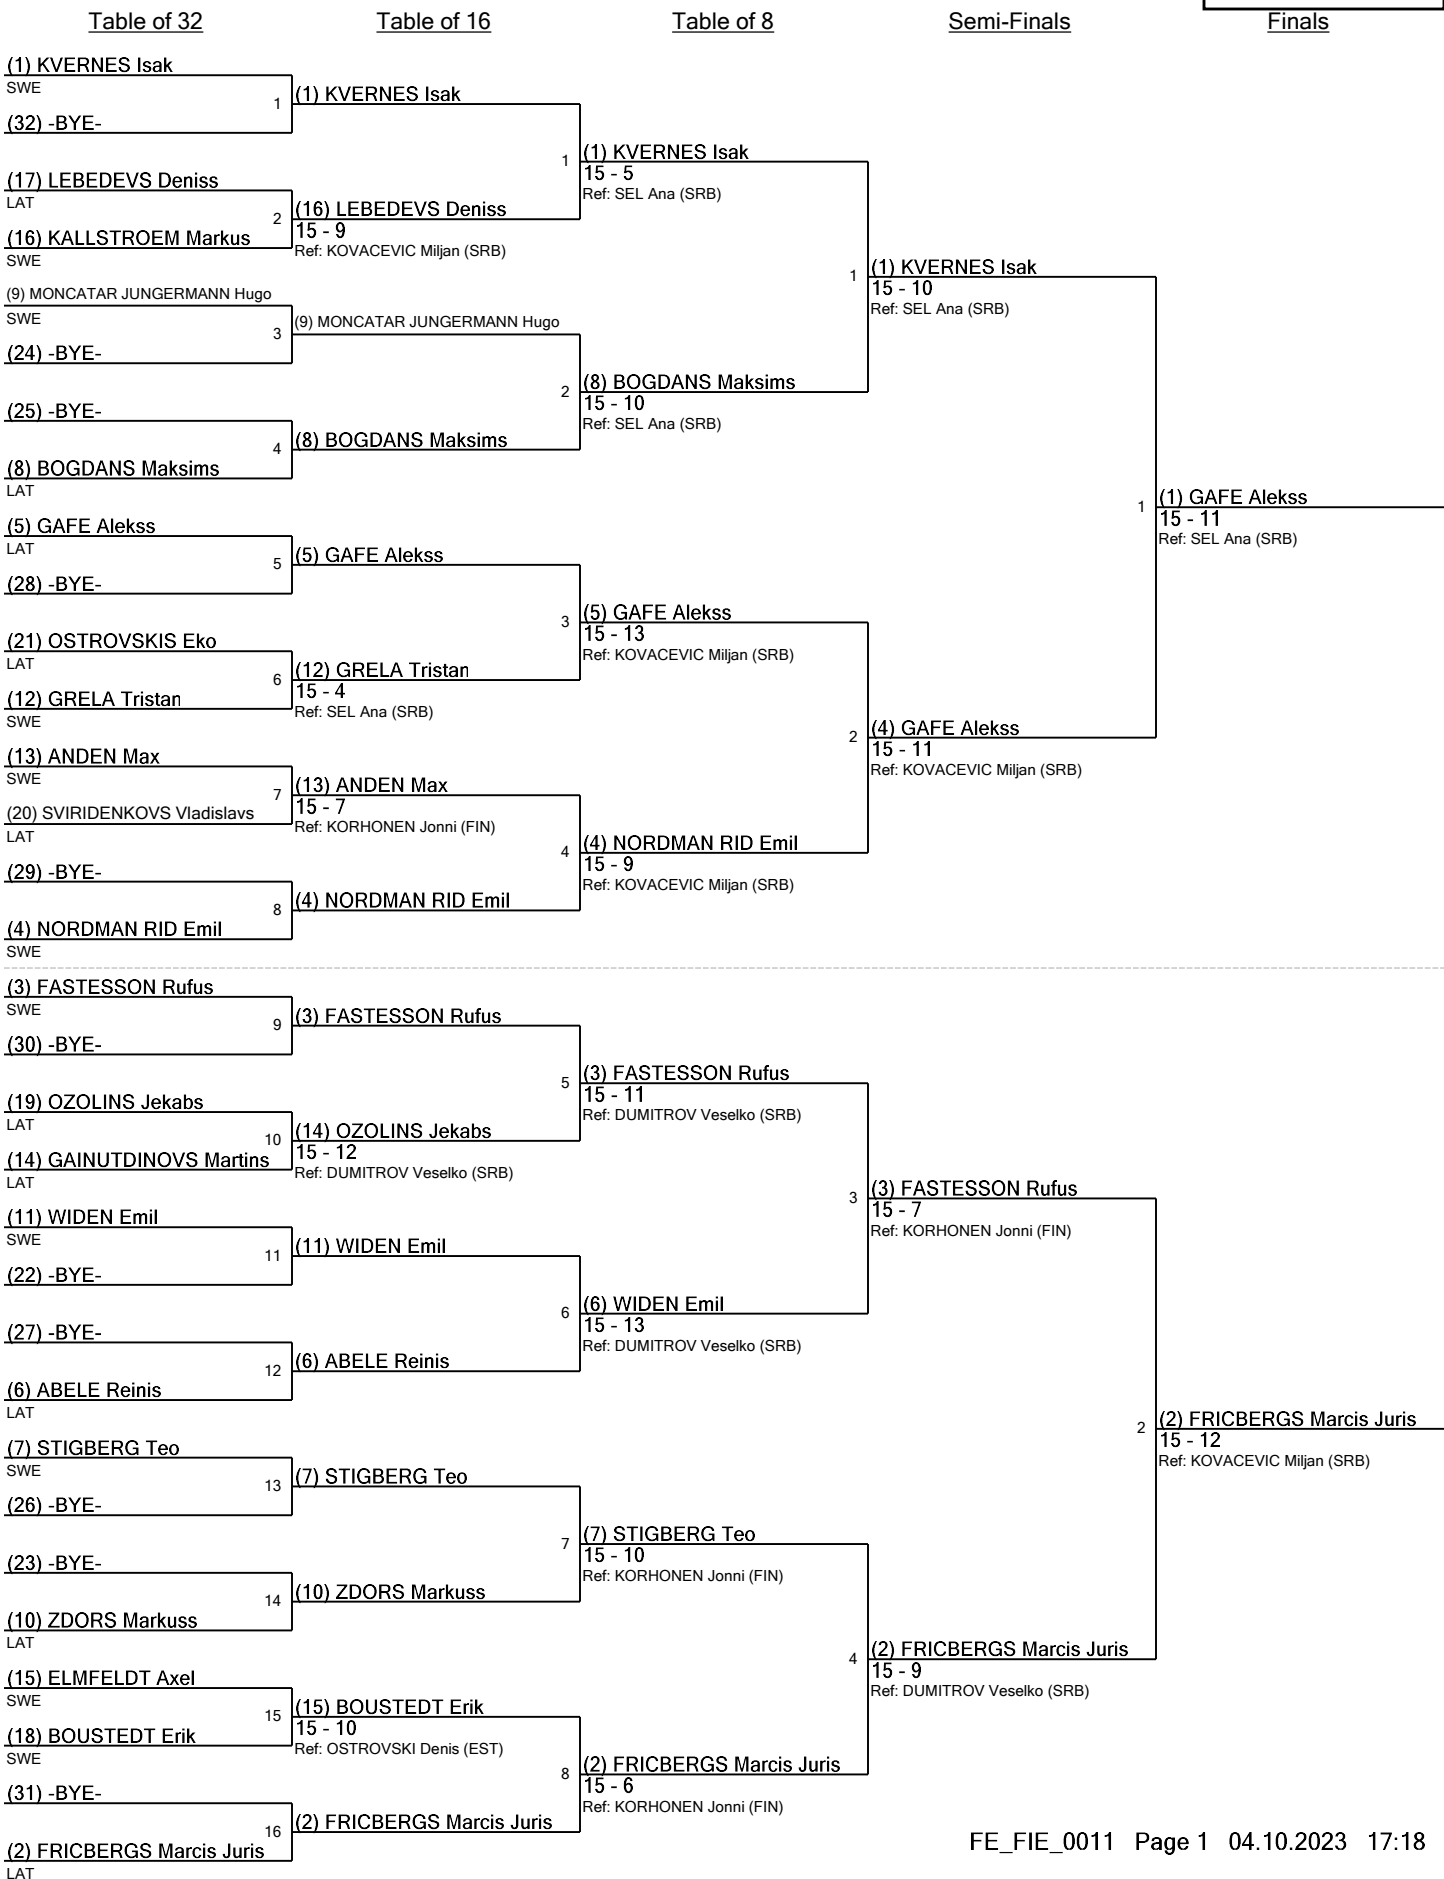 Table of 32
Table of 16
Table of 8
Semi-Finals
Finals
(1) KVERNES Isak
SWE
(32) -BYE-
(17) LEBEDEVS Deniss
LAT
(16) KALLSTROEM Markus
SWE
(9) MONCATAR JUNGERMANN Hugo
SWE
(24) -BYE-
(25) -BYE-
(8) BOGDANS Maksims
LAT
(5) GAFE Alekss
LAT
(28) -BYE-
(21) OSTROVSKIS Eko
LAT
(12) GRELA Tristan
SWE
(13) ANDEN Max
SWE
(20) SVIRIDENKOVS Vladislavs
LAT
(29) -BYE-
(4) NORDMAN RID Emil
SWE
(3) FASTESSON Rufus
SWE
(30) -BYE-
(19) OZOLINS Jekabs
LAT
(14) GAINUTDINOVS Martins
LAT
(11) WIDEN Emil
SWE
(22) -BYE-
(27) -BYE-
(6) ABELE Reinis
LAT
(7) STIGBERG Teo
SWE
(26) -BYE-
(23) -BYE-
(10) ZDORS Markuss
LAT
(15) ELMFELDT Axel
SWE
(18) BOUSTEDT Erik
SWE
(31) -BYE-
(2) FRICBERGS Marcis Juris
LAT
1
(1) KVERNES Isak
2
(16) LEBEDEVS Deniss
15 - 9
Ref: KOVACEVIC Miljan (SRB)
3
(9) MONCATAR JUNGERMANN Hugo
4
(8) BOGDANS Maksims
5
(5) GAFE Alekss
6
(12) GRELA Tristan
15 - 4
Ref: SEL Ana (SRB)
7
(13) ANDEN Max
15 - 7
Ref: KORHONEN Jonni (FIN)
8
(4) NORDMAN RID Emil
9
(3) FASTESSON Rufus
10
(14) OZOLINS Jekabs
15 - 12
Ref: DUMITROV Veselko (SRB)
11
(11) WIDEN Emil
12
(6) ABELE Reinis
13
(7) STIGBERG Teo
14
(10) ZDORS Markuss
15
(15) BOUSTEDT Erik
15 - 10
Ref: OSTROVSKI Denis (EST)
16
(2) FRICBERGS Marcis Juris
1
(1) KVERNES Isak
15 - 5
Ref: SEL Ana (SRB)
2
(8) BOGDANS Maksims
15 - 10
Ref: SEL Ana (SRB)
3
(5) GAFE Alekss
15 - 13
Ref: KOVACEVIC Miljan (SRB)
4
(4) NORDMAN RID Emil
15 - 9
Ref: KOVACEVIC Miljan (SRB)
5
(3) FASTESSON Rufus
15 - 11
Ref: DUMITROV Veselko (SRB)
6
(6) WIDEN Emil
15 - 13
Ref: DUMITROV Veselko (SRB)
7
(7) STIGBERG Teo
15 - 10
Ref: KORHONEN Jonni (FIN)
8
(2) FRICBERGS Marcis Juris
15 - 6
Ref: KORHONEN Jonni (FIN)
1
(1) KVERNES Isak
15 - 10
Ref: SEL Ana (SRB)
2
(4) GAFE Alekss
15 - 11
Ref: KOVACEVIC Miljan (SRB)
3
(3) FASTESSON Rufus
15 - 7
Ref: KORHONEN Jonni (FIN)
4
(2) FRICBERGS Marcis Juris
15 - 9
Ref: DUMITROV Veselko (SRB)
1
(1) GAFE Alekss
15 - 11
Ref: SEL Ana (SRB)
2
(2) FRICBERGS Marcis Juris
15 - 12
Ref: KOVACEVIC Miljan (SRB)
FE_FIE_0011 Page 1 04.10.2023 17:18